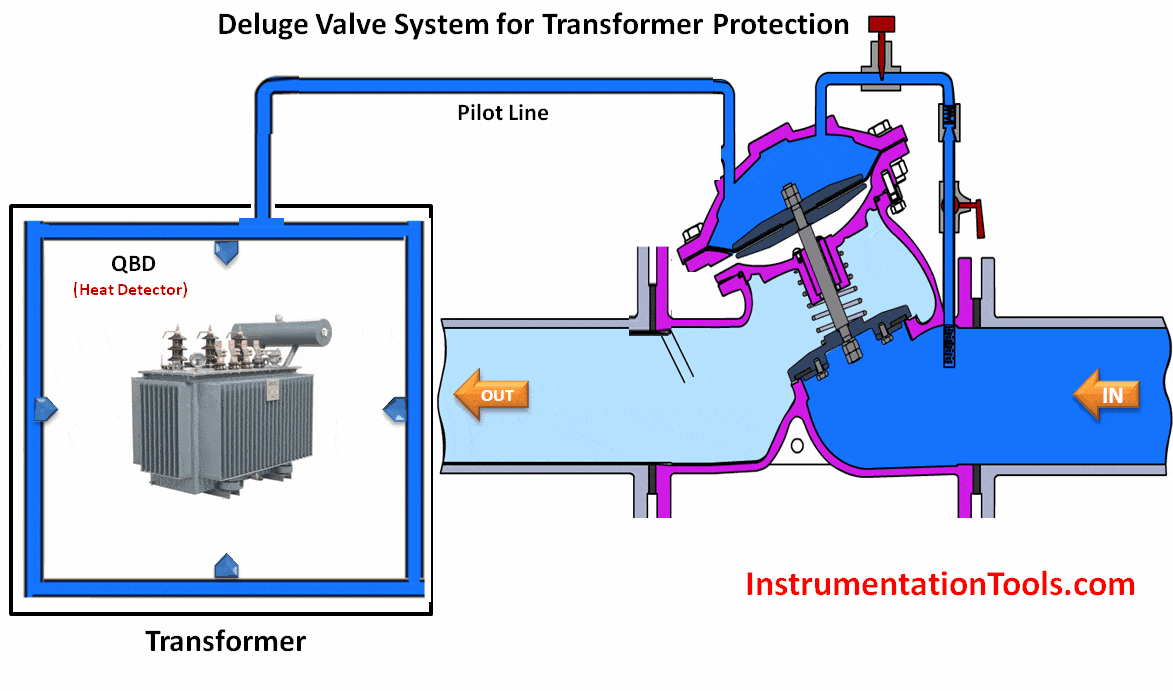 Deluge Valve System for Transformer Protection
Pilot Line
QBD
(Heat Detector)
OUT
IN
InstrumentationTools.com
Transformer